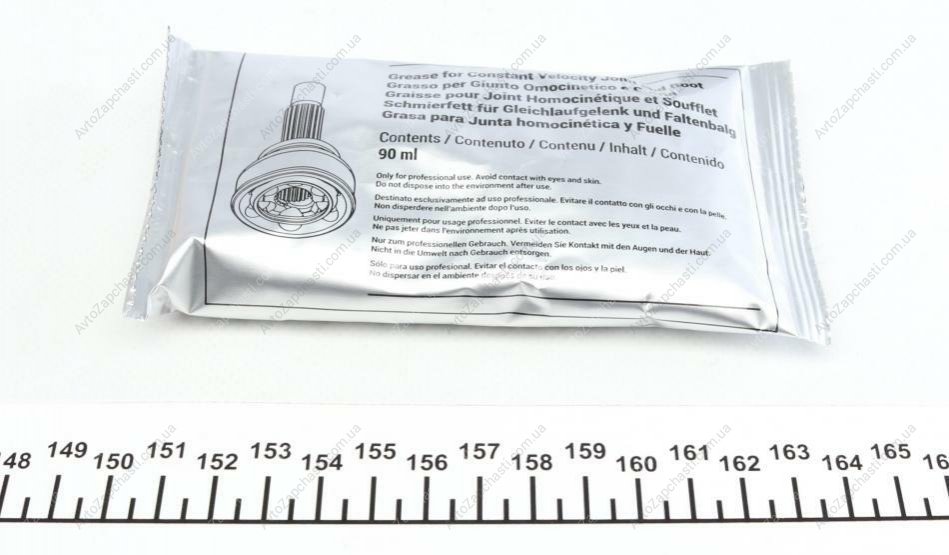 Grease for Constant Velocity Boot
Grasso per Giunto Omocinetico e
Graisse pour Joint Homocinétique et Soufflet
Schmierfett für Gleichlaufgelenk und Faltenbalg
Grasa para Junta homocinética y Fuelle
Contents / Contenuto / Contenu / Inhalt / Contenido
90 ml
Only for professional use. Avoid contact with eyes and skin.
Do not dispose into the environment after use.
Destinato esclusivamente ad uso professionale. Evitare il contatto con gli occhi e con la pelle.
Non disperdere nell'ambiente dopo l'uso.
Uniquement pour usage professionnel. Eviter le contact avec les yeux et la peau.
Ne pas jeter dans l'environnement après utilisation.
Nur zum professionellen Gebrauch. Vermeiden Sie Kontakt mit den Augen und der Haut.
Nicht in die Umwelt nach Gebrauch entsorgen.
Sólo para uso profesional. Evitar el contacto con los ojos y la piel.
No dispersar en el ambiente después de su uso.
148 149 150 151 152 153 154 155 156 157 158 159 160 161 162 163 164 165
AvtoZapchasti.com.ua